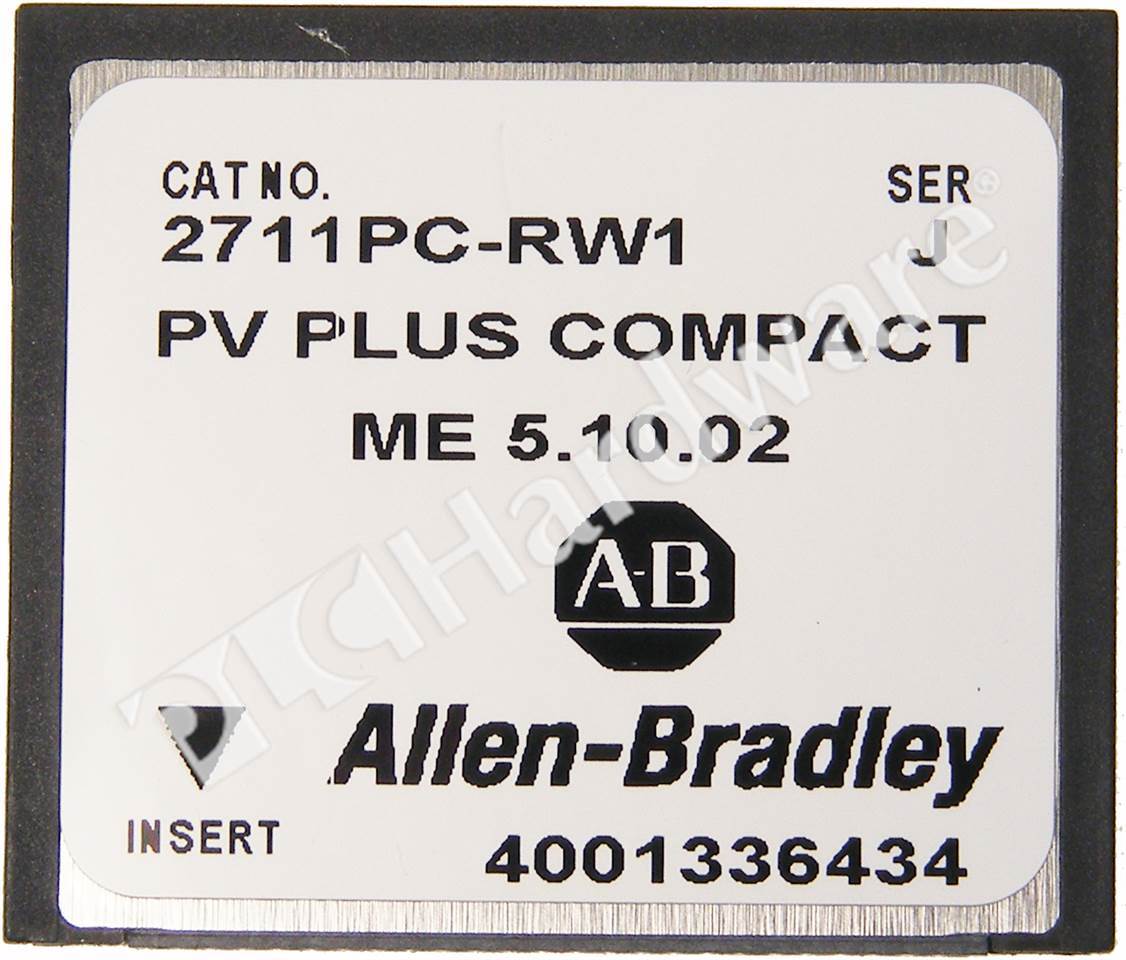 CAT NO. SER
2711PC-RW1 J
PV PLUS COMPACT
ME 5.10.02
A-B
Allen-Bradley
INSERT
4001336434
PLCHardware®